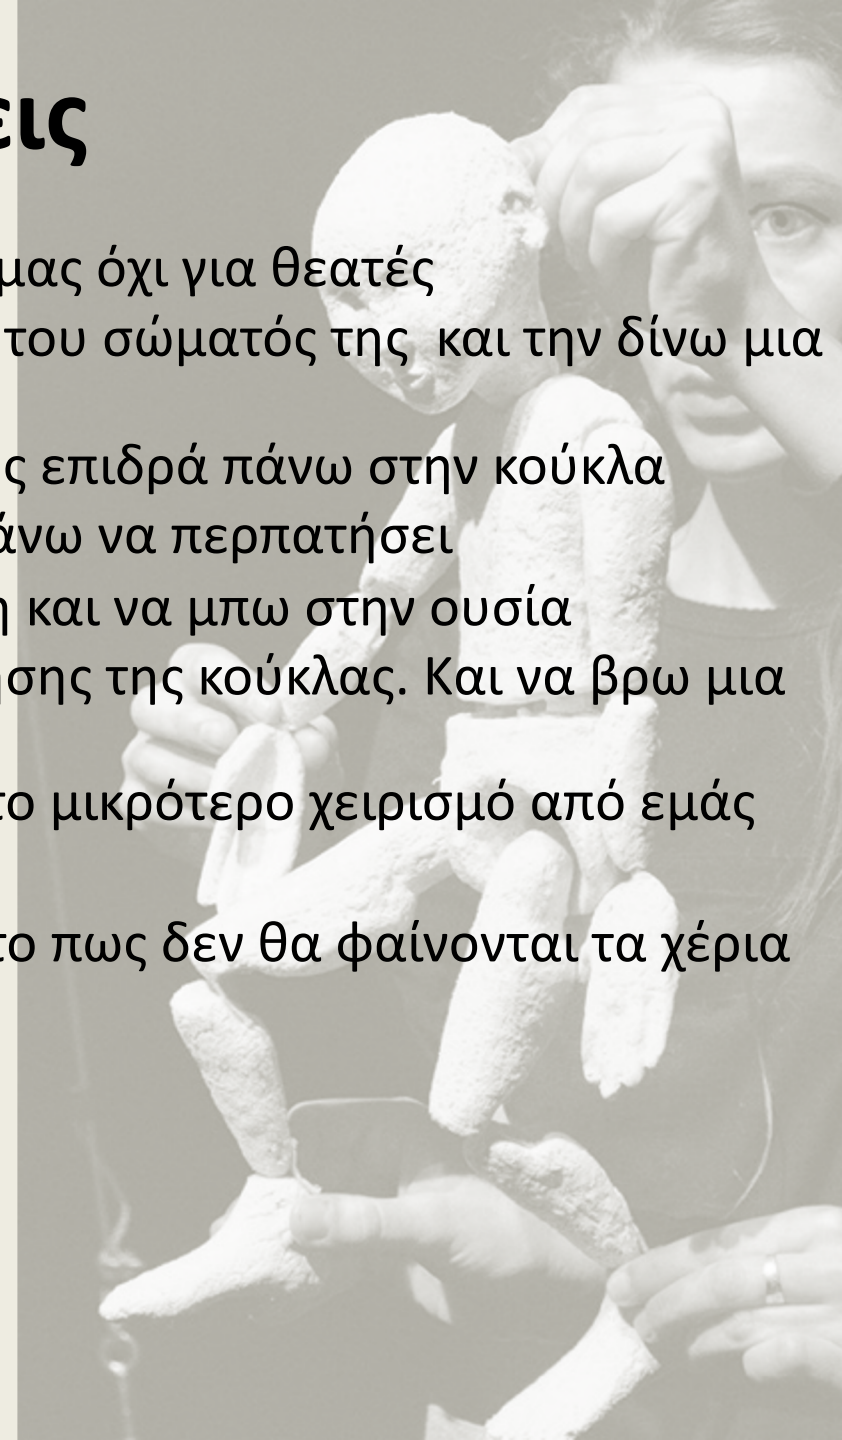 εις
μας όχι για θεατές
του σώματός της και την δίνω μια
ς επιδρά πάνω στην κούκλα
άνω να περπατήσει
η και να μπω στην ουσία
ησης της κούκλας. Και να βρω μια
το μικρότερο χειρισμό από εμάς
το πως δεν θα φαίνονται τα χέρια